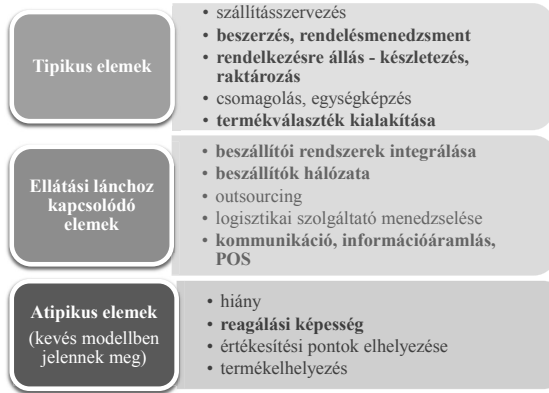 Tipikus elemek
• szállításszervezés
• beszerzés, rendelésmenedzsment
• rendelkezésre állás - készletezés,
raktározás
• csomagolás, egységképzés
• termékválaszték kialakítása
Ellátási lánchoz
kapcsolódó
elemek
• beszállítói rendszerek integrálása
• beszállítók hálózata
• outsourcing
• logisztikai szolgáltató menedzselése
• kommunikáció, információáramlás,
POS
Atipikus elemek
(kevés modellben
jelennek meg)
• hiány
• reagálási képesség
• értékesítési pontok elhelyezése
• termékelhelyezés